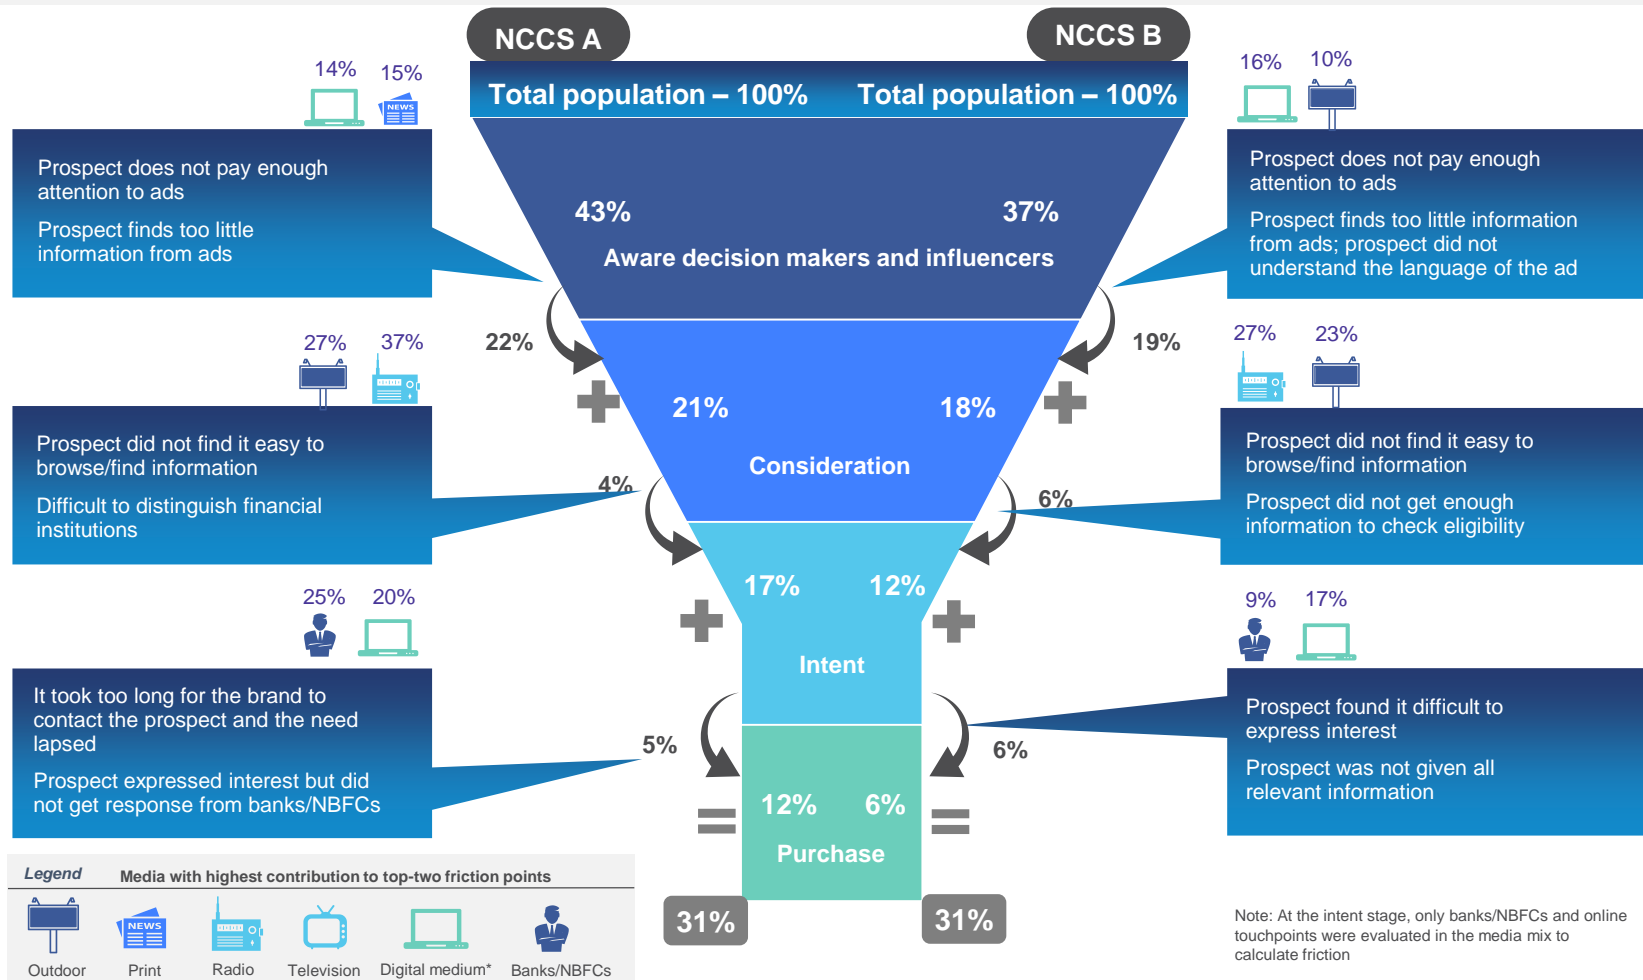 NCCS A
NCCS B
Total population – 100%
Total population – 100%
14%
15%
NEWS
Prospect does not pay enough
attention to ads
Prospect finds too little
information from ads
16%
10%
Prospect does not pay enough
attention to ads
Prospect finds too little information
from ads; prospect did not
understand the language of the ad
43%
37%
Aware decision makers and influencers
22%
19%
27%
37%
Prospect did not find it easy to
browse/find information
Difficult to distinguish financial
institutions
27%
23%
Prospect did not find it easy to
browse/find information
Prospect did not get enough
information to check eligibility
21%
18%
Consideration
4%
6%
17%
12%
Intent
25%
20%
It took too long for the brand to
contact the prospect and the need
lapsed
Prospect expressed interest but did
not get response from banks/NBFCs
9%
17%
Prospect found it difficult to
express interest
Prospect was not given all
relevant information
5%
6%
12%
6%
Purchase
31%
31%
Legend
Media with highest contribution to top-two friction points
NEWS
Outdoor
Print
Radio
Television
Digital medium*
Banks/NBFCs
Note: At the intent stage, only banks/NBFCs and online
touchpoints were evaluated in the media mix to
calculate friction